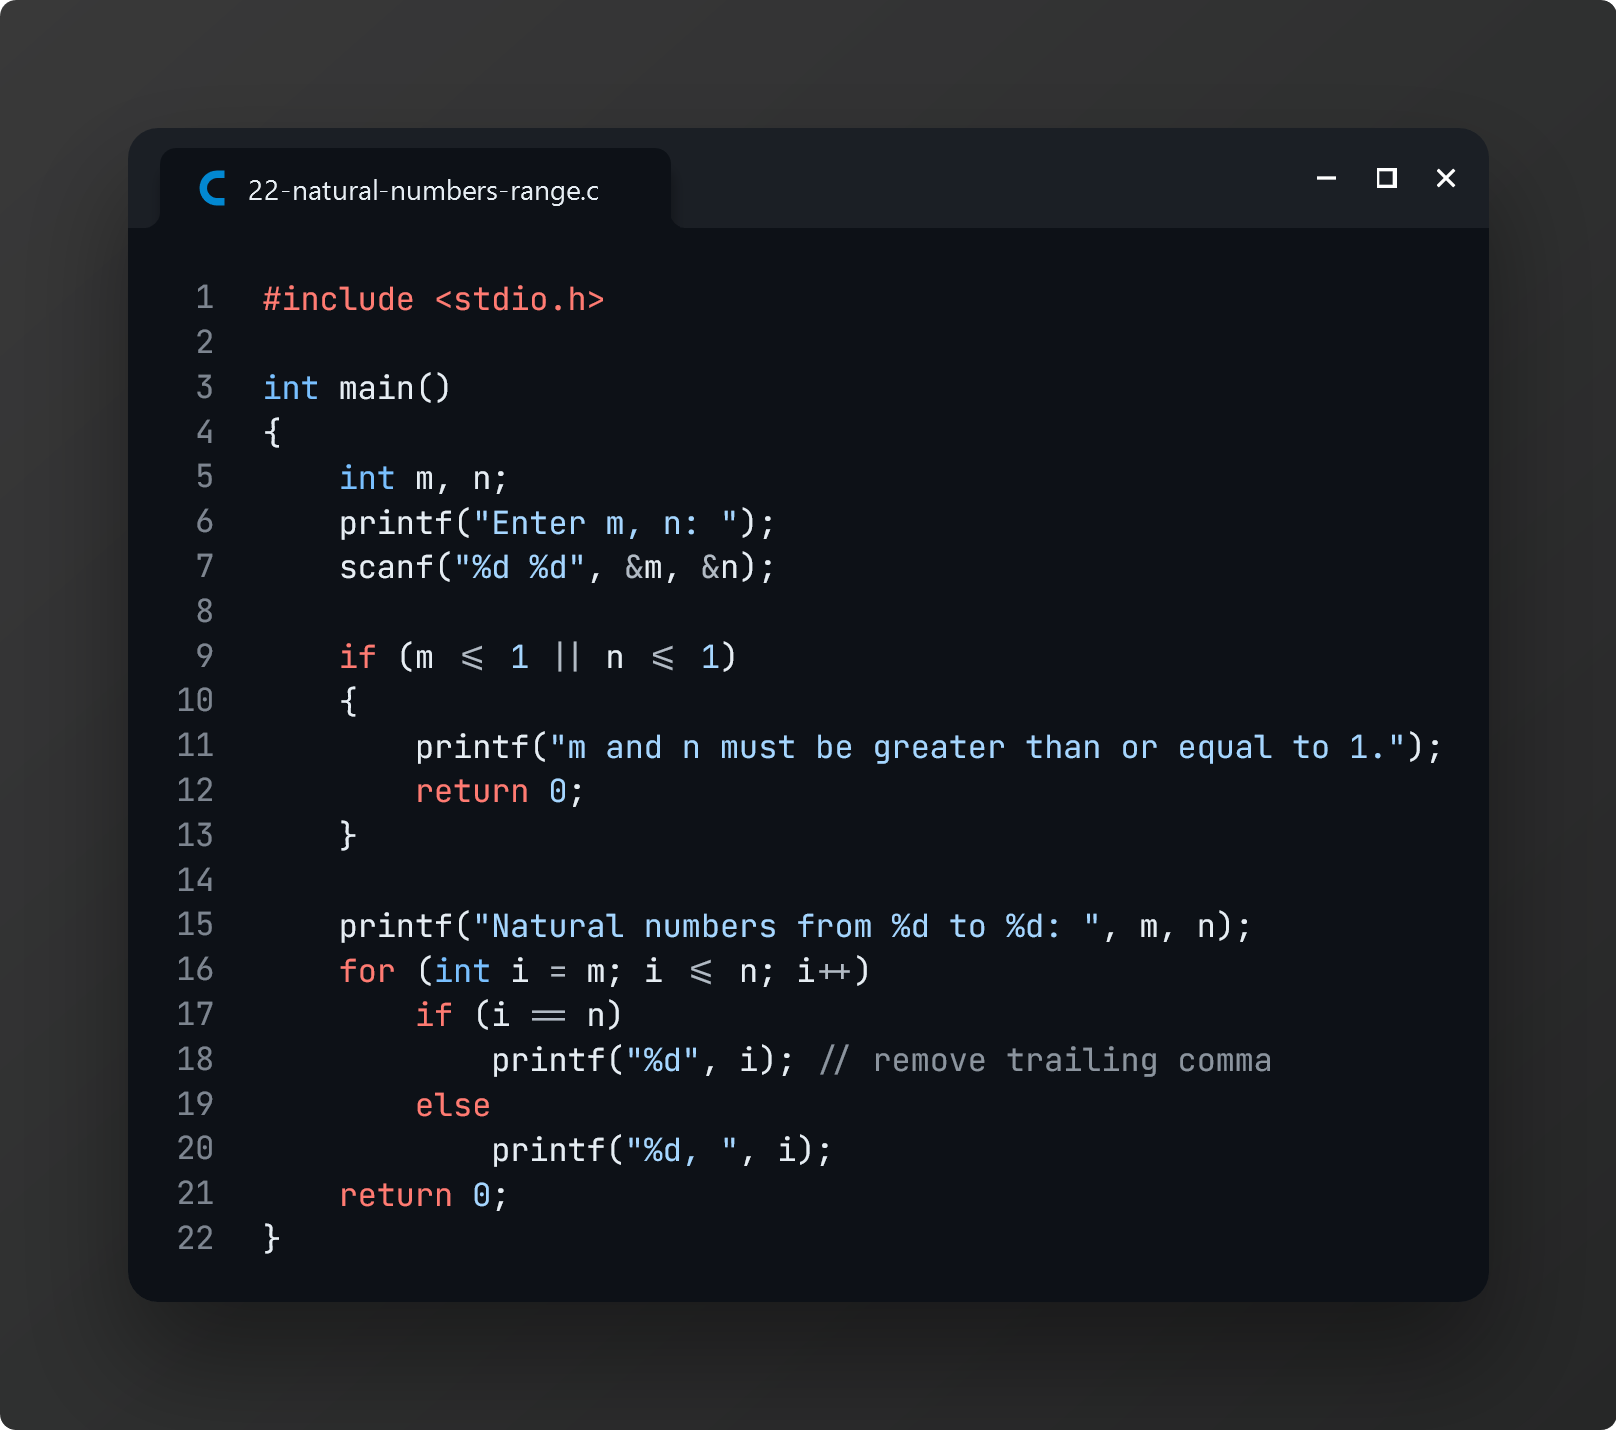 22-natural-numbers-range.c
1 #include <stdio.h>
2
3 int main()
4 {
5     int m, n;
6     printf("Enter m, n: ");
7     scanf("%d %d", &m, &n);
8
9     if (m <= 1 || n <= 1)
10     {
11         printf("m and n must be greater than or equal to 1.");
12         return 0;
13     }
14
15     printf("Natural numbers from %d to %d: ", m, n);
16     for (int i = m; i <= n; i++)
17         if (i == n)
18             printf("%d", i); // remove trailing comma
19         else
20             printf("%d, ", i);
21     return 0;
22 }